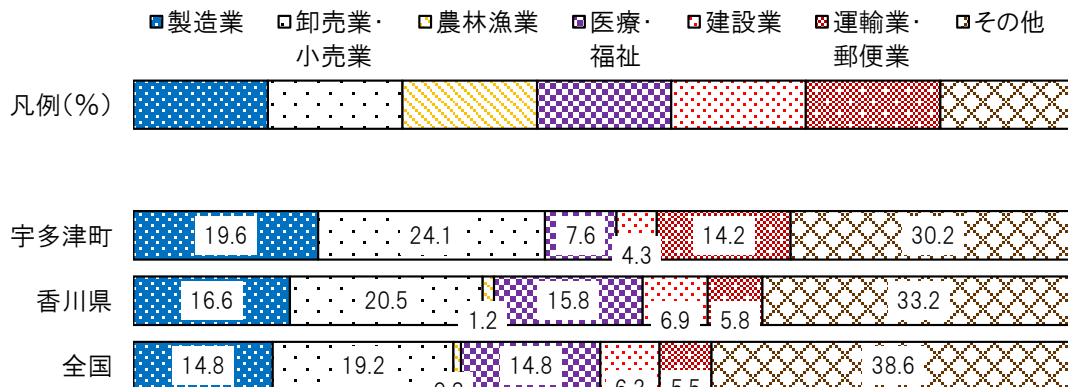 製造業 卸売業・ 農林漁業 医療・ 建設業 運輸業・ その他
小売業 福祉 郵便業
凡例(%)
宇多津町 19.6 24.1 7.6 4.3 14.2 30.2
香川県 16.6 20.5 1.2 15.8 6.9 5.8 33.2
全国 14.8 19.2 14.8 5.5 38.6